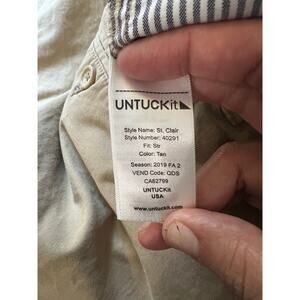 UNTUCKit
Style Name: St. Clair
Style Number: 40291
Fit: Str
Color: Tan
Season: 2019 FA 2
VEND Code: QDS
CA62799
UNTUCKit
USA
www.untuckit.com